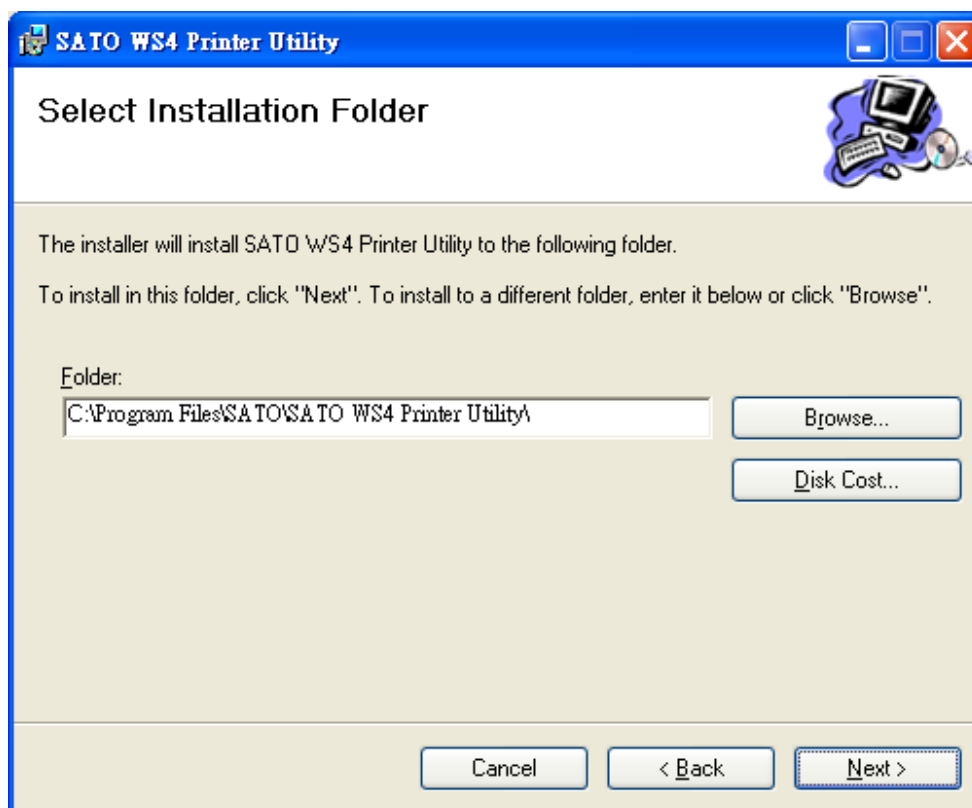 SATO WS4 Printer Utility
Select Installation Folder
The installer will install SATO WS4 Printer Utility to the following folder.
To install in this folder, click "Next". To install to a different folder, enter it below or click "Browse".
Folder:
C:\Program Files\SATO\SATO WS4 Printer Utility\
Browse...
Disk Cost...
Cancel
< Back
Next >